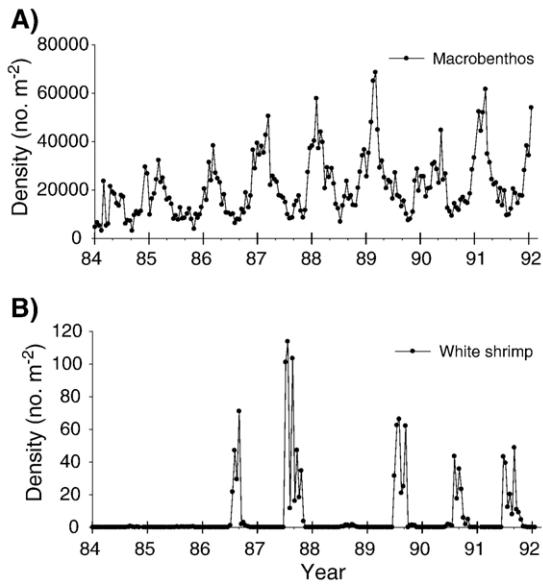 A)
80000
60000
40000
20000
0
Density (no. m-2)
Macrobenthos
84 85 86 87 88 89 90 91 92
B)
120
100
80
60
40
20
0
Density (no. m-2)
White shrimp
84 85 86 87 88 89 90 91 92
Year